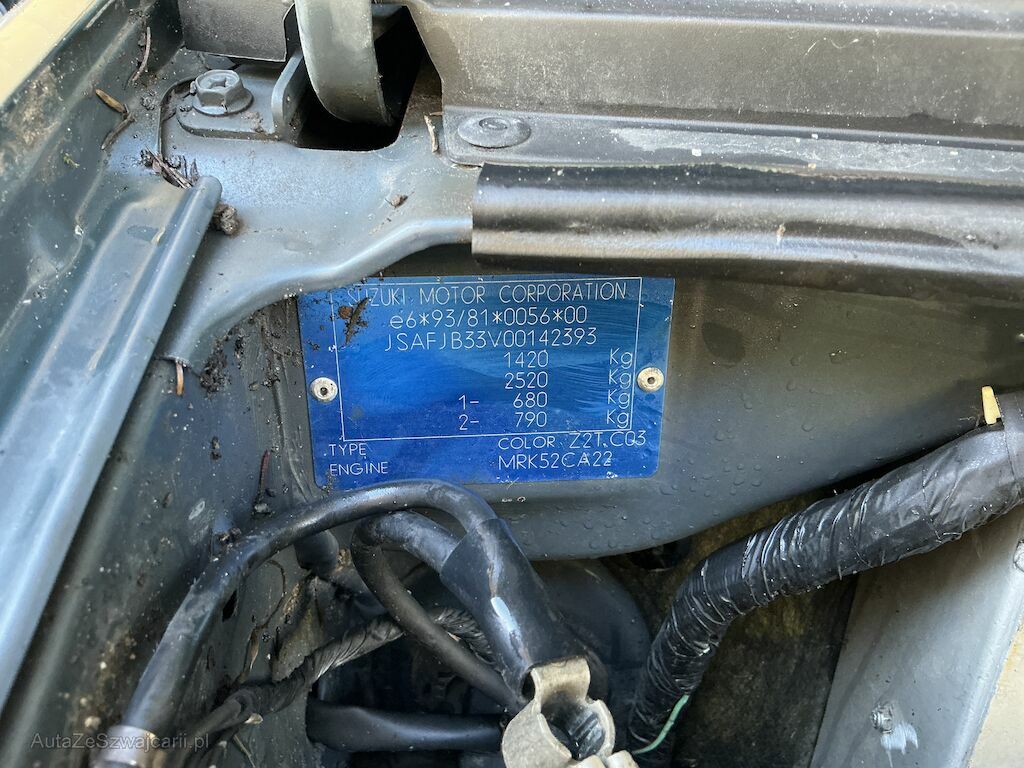 SUZUKI MOTOR CORPORATION
e6*93/81*0056*00
JSAFJB33V00142393
1420 Kg
2520 Kg
1- 680 Kg
2- 790 Kg
TYPE COLOR Z2T.C03
ENGINE MRK52CA22
AutaZeSzwajcarii.pl